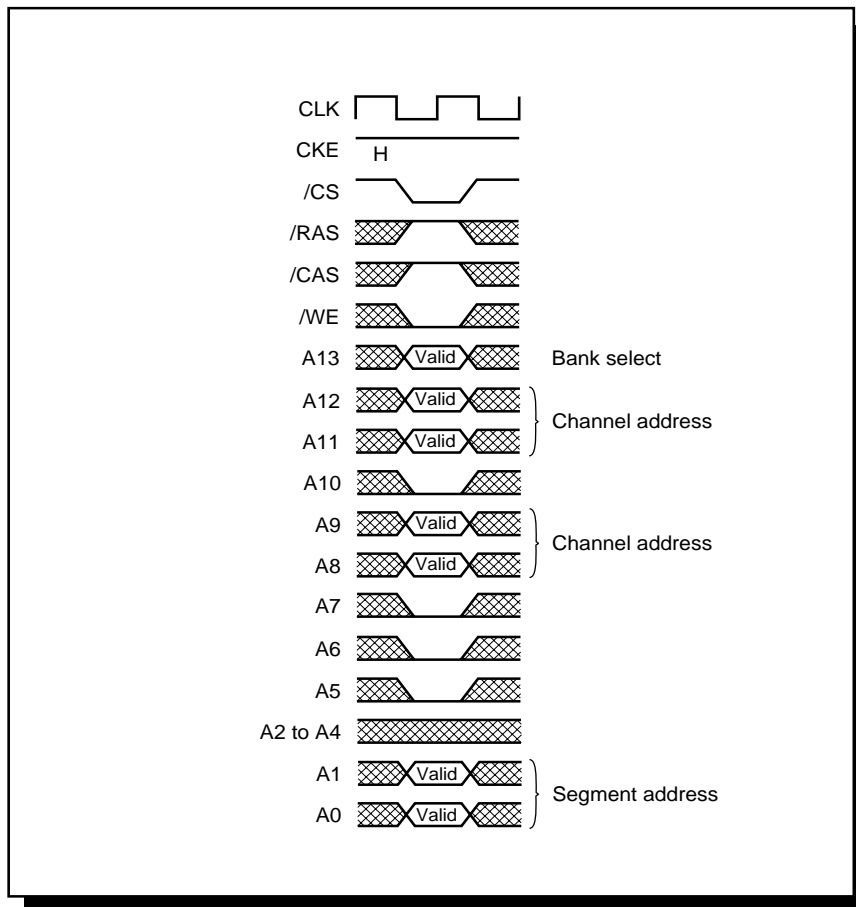 CLK
CKE H
/CS
/RAS
/CAS
/WE
A13 Valid Bank select
A12 Valid
Channel address
A11 Valid
A10
A9 Valid
Channel address
A8 Valid
A7
A6
A5
A2 to A4
A1 Valid
Segment address
A0 Valid